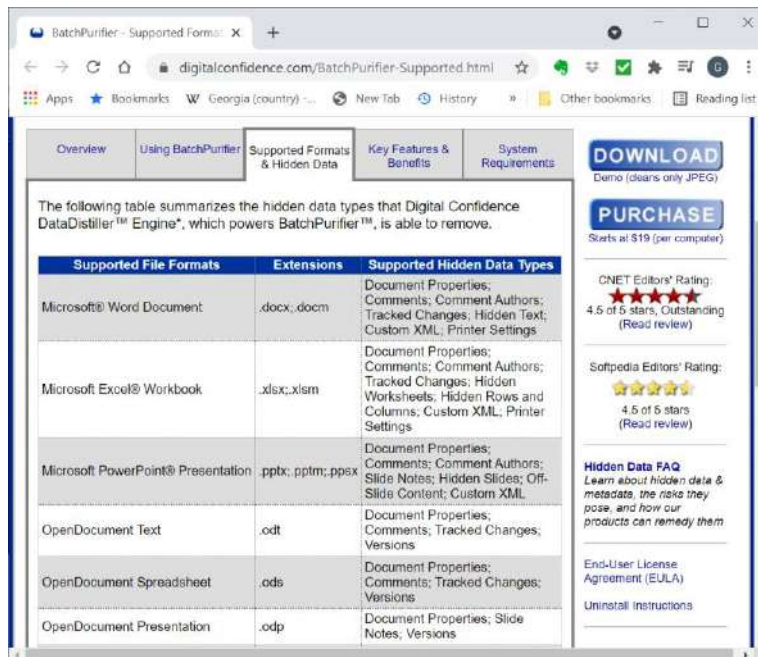 BatchPurifier - Supported Format
digitalconfidence.com/BatchPurifier-Supported.html
G
Apps Bookmarks W Georgia (country) -... New Tab History » Other bookmarks Reading list
Overview
Using BatchPurifier
Supported Formats
& Hidden Data
Key Features &
Benefits
System
Requirements
The following table summarizes the hidden data types that Digital Confidence
DataDistiller™ Engine*, which powers BatchPurifier™, is able to remove.
Supported File Formats Extensions Supported Hidden Data Types
Microsoft® Word Document .docx;.docm
Document Properties;
Comments; Comment Authors;
Tracked Changes; Hidden Text;
Custom XML; Printer Settings
Microsoft Excel® Workbook .xlsx;.xlsm
Document Properties;
Comments; Comment Authors;
Tracked Changes; Hidden
Worksheets; Hidden Rows and
Columns; Custom XML; Printer
Settings
Microsoft PowerPoint® Presentation .pptx;.pptm;.ppsx
Document Properties;
Comments; Comment Authors;
Slide Notes; Hidden Slides; Off-
Slide Content; Custom XML
OpenDocument Text .odt
Document Properties;
Comments; Tracked Changes;
Versions
OpenDocument Spreadsheet .ods
Document Properties;
Comments; Tracked Changes;
Versions
OpenDocument Presentation .odp
Document Properties; Slide
Notes; Versions
DOWNLOAD
Demo (cleans only JPEG)
PURCHASE
Starts at $19 (per computer)
CNET Editors' Rating:
4.5 of 5 stars, Outstanding
(Read review)
Softpedia Editors' Rating:
4.5 of 5 stars
(Read review)
Hidden Data FAQ
Learn about hidden data &
metadata, the risks they
pose, and how our
products can remedy them
End-User License
Agreement (EULA)
Uninstall Instructions